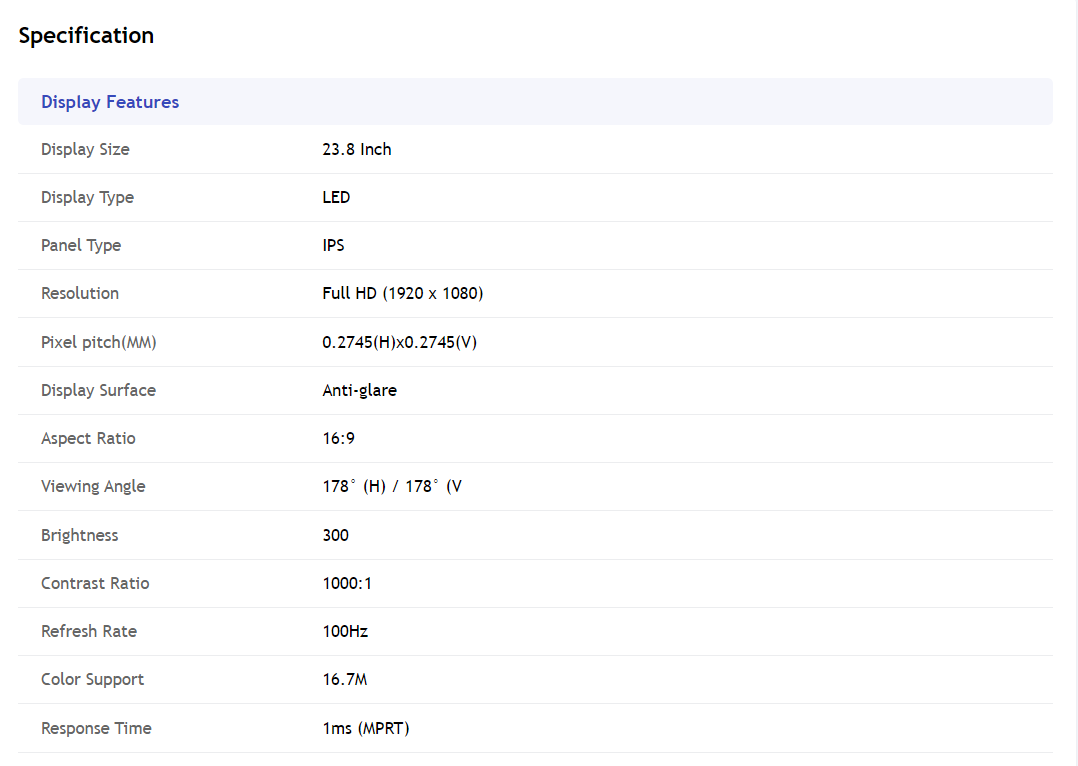 Specification
Display Features
Display Size 23.8 Inch
Display Type LED
Panel Type IPS
Resolution Full HD (1920 x 1080)
Pixel pitch(MM) 0.2745(H)x0.2745(V)
Display Surface Anti-glare
Aspect Ratio 16:9
Viewing Angle 178° (H) / 178° (V
Brightness 300
Contrast Ratio 1000:1
Refresh Rate 100Hz
Color Support 16.7M
Response Time 1ms (MPRT)